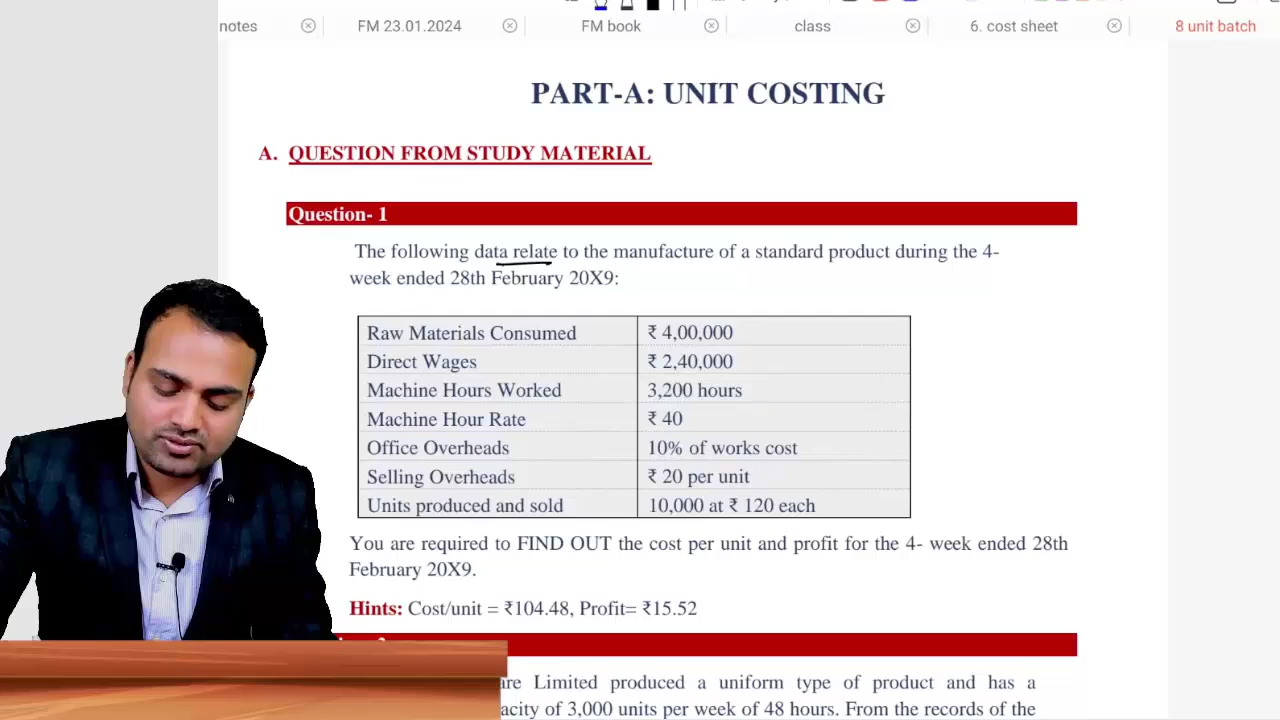 notes
FM 23.01.2024
FM book
class
6. cost sheet
8 unit batch
PART-A: UNIT COSTING
A. QUESTION FROM STUDY MATERIAL
Question- 1
The following data relate to the manufacture of a standard product during the 4-
week ended 28th February 20X9:
Raw Materials Consumed ₹ 4,00,000
Direct Wages ₹ 2,40,000
Machine Hours Worked 3,200 hours
Machine Hour Rate ₹ 40
Office Overheads 10% of works cost
Selling Overheads ₹ 20 per unit
Units produced and sold 10,000 at ₹ 120 each
You are required to FIND OUT the cost per unit and profit for the 4- week ended 28th
February 20X9.
Hints: Cost/unit = ₹104.48, Profit= ₹15.52
Limited produced a uniform type of product and has a
of 3,000 units per week of 48 hours. From the records of the